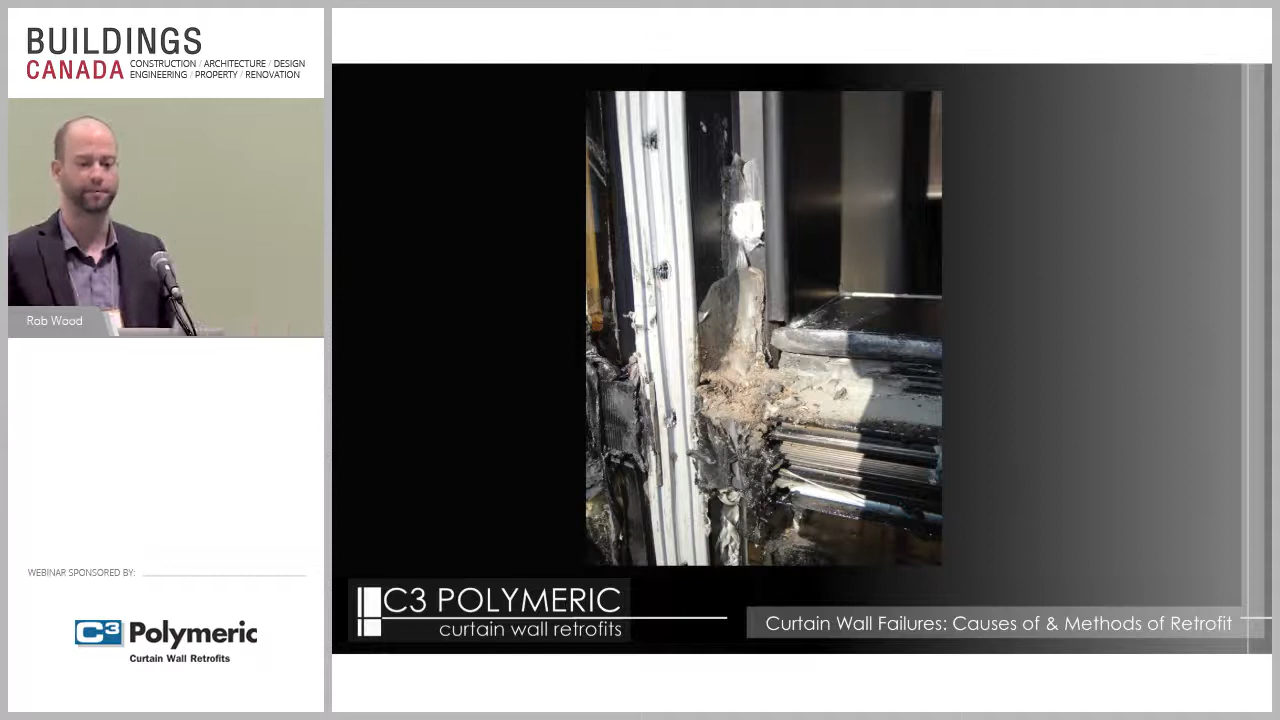 BUILDINGS
CANADA CONSTRUCTION / ARCHITECTURE / DESIGN
ENGINEERING / PROPERTY / RENOVATION
Rob Wood
WEBINAR SPONSORED BY:
C3 Polymeric
Curtain Wall Retrofits
C3 POLYMERIC
curtain wall retrofits
Curtain Wall Failures: Causes of & Methods of Retrofit